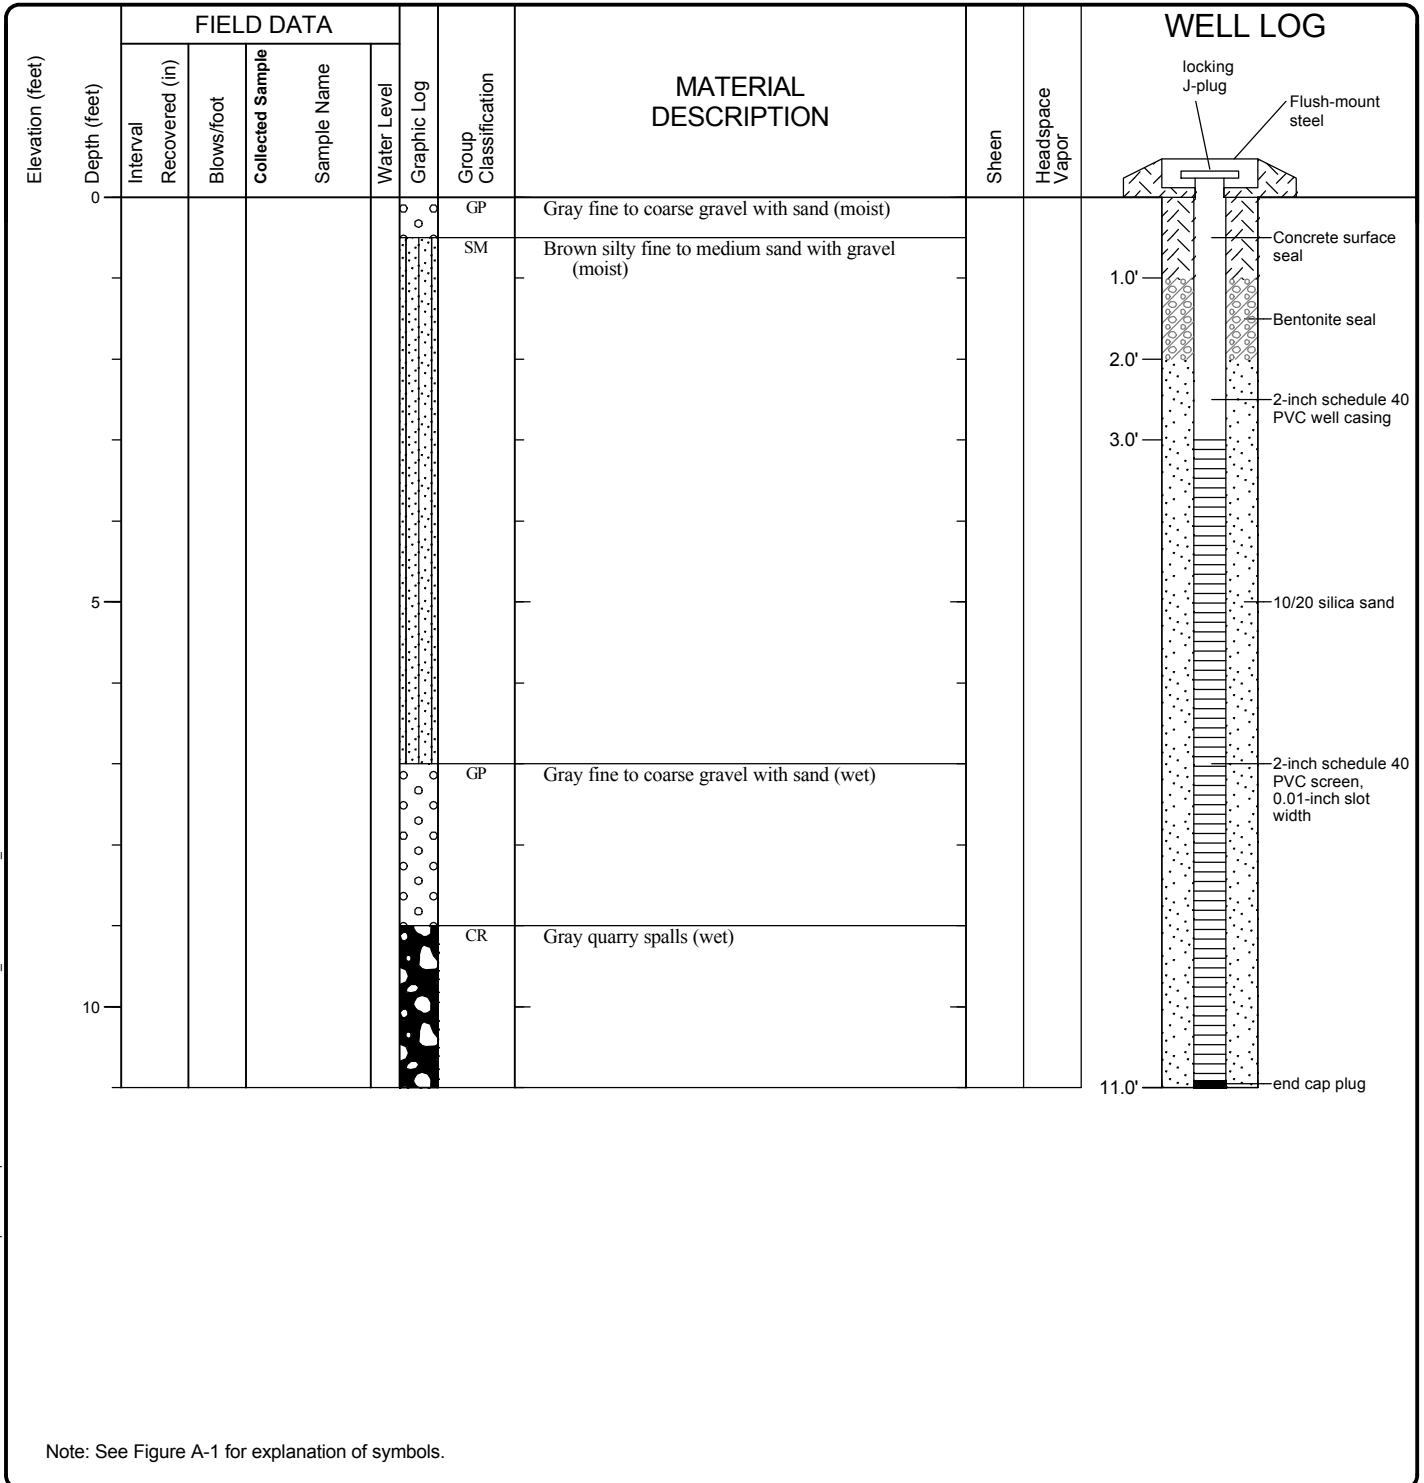 FIELD DATA
Elevation (feet)
Depth (feet)
Interval
Recovered (in)
Blows/foot
Collected Sample
Sample Name
Water Level
Graphic Log
Group
Classification
MATERIAL
DESCRIPTION
Sheen
Headspace
Vapor
WELL LOG
locking
J-plug
Flush-mount
steel
0
GP
Gray fine to coarse gravel with sand (moist)
SM
Brown silty fine to medium sand with gravel
(moist)
Concrete surface
seal
1.0'
Bentonite seal
2.0'
2-inch schedule 40
PVC well casing
3.0'
5
10/20 silica sand
GP
Gray fine to coarse gravel with sand (wet)
2-inch schedule 40
PVC screen,
0.01-inch slot
width
CR
Gray quarry spalls (wet)
10
11.0'
end cap plug
Note: See Figure A-1 for explanation of symbols.